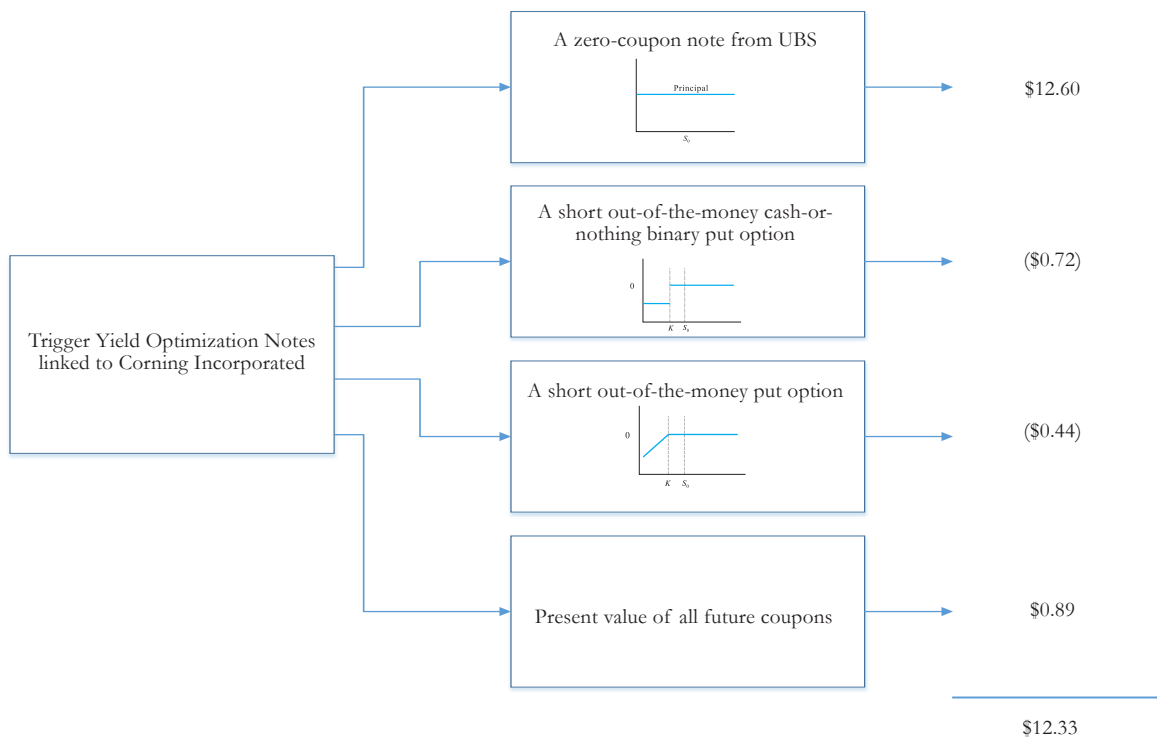 A zero-coupon note from UBS
Principal
S0
$12.60
A short out-of-the-money cash-or-
nothing binary put option
0
K
S0
($0.72)
Trigger Yield Optimization Notes
linked to Corning Incorporated
A short out-of-the-money put option
0
K
S0
($0.44)
Present value of all future coupons
$0.89
$12.33